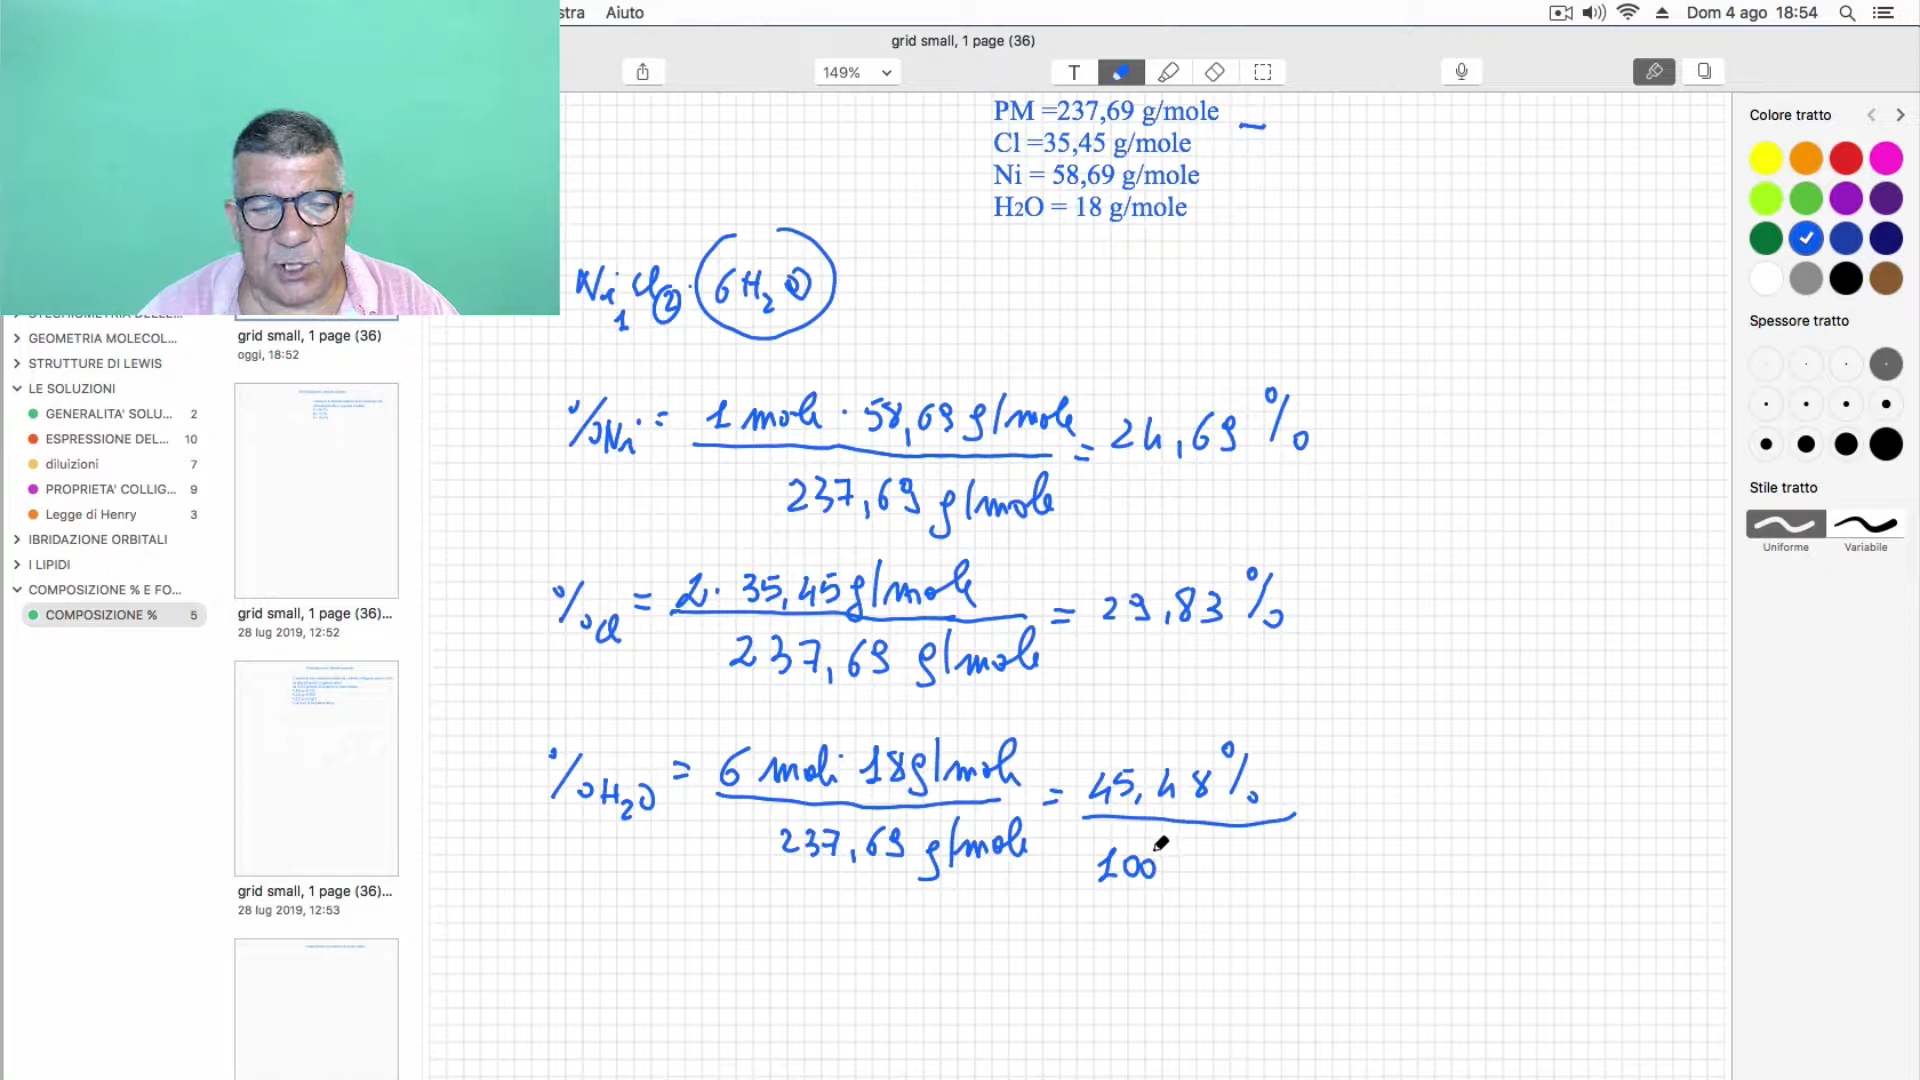 stra Aiuto Dom 4 ago 18:54
grid small, 1 page (36)
149% T
PM =237,69 g/mole
Cl =35,45 g/mole
Ni = 58,69 g/mole
H2O = 18 g/mole
NiCl2 · 6H2O
1
%Ni = 1 mole · 58,69 g/mole = 24,69 %
237,69 g/mole
%Cl = 2 · 35,45 g/mole = 29,83 %
237,69 g/mole
%H2O = 6 moli · 18 g/mole = 45,48 %
237,69 g/mole
100
GEOMETRIA MOLECOL...
STRUTTURE DI LEWIS
LE SOLUZIONI
GENERALITA' SOLU... 2
ESPRESSIONE DEL... 10
diluizioni 7
PROPRIETA' COLLIG... 9
Legge di Henry 3
IBRIDAZIONE ORBITALI
I LIPIDI
COMPOSIZIONE % E FO...
COMPOSIZIONE % 5
grid small, 1 page (36)
oggi, 18:52
grid small, 1 page (36)...
28 lug 2019, 12:52
grid small, 1 page (36)...
28 lug 2019, 12:53
Colore tratto
Spessore tratto
Stile tratto
Uniforme Variabile